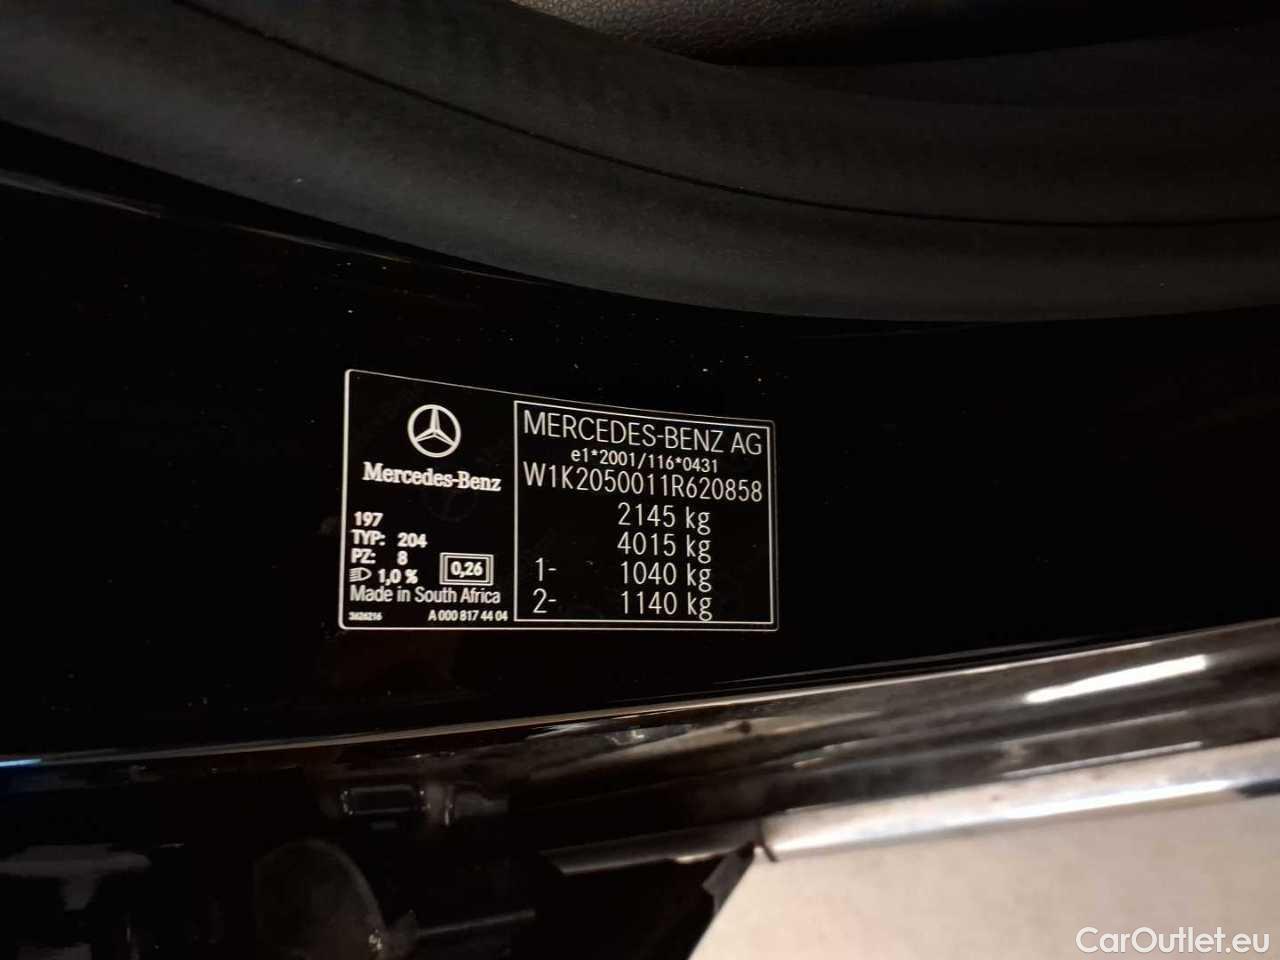 Mercedes-Benz
197
TYP: 204
PZ: 8
1,0 %
0,26
Made in South Africa
3626216
A 000 817 44 04
MERCEDES-BENZ AG
e1*2001/116*0431
W1K2050011R620858
2145 kg
4015 kg
1- 1040 kg
2- 1140 kg
CarOutlet.eu